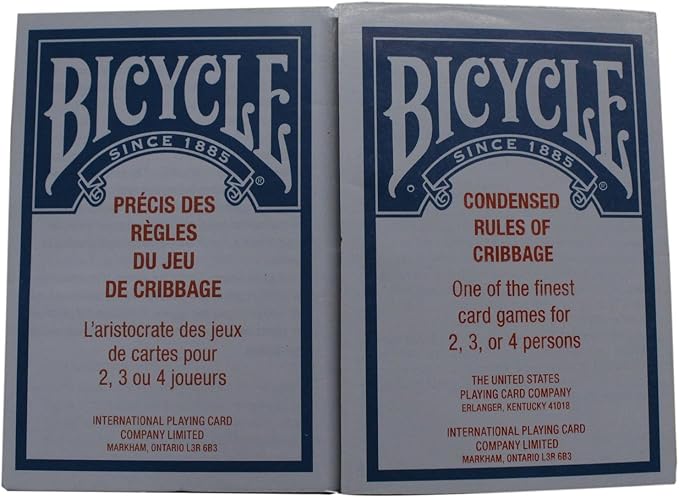 BICYCLE
SINCE 1885
®
PRÉCIS DES
RÈGLES
DU JEU
DE CRIBBAGE
L'aristocrate des jeux
de cartes pour
2, 3 ou 4 joueurs
INTERNATIONAL PLAYING CARD
COMPANY LIMITED
MARKHAM, ONTARIO L3R 6B3
BICYCLE
SINCE 1885
®
CONDENSED
RULES OF
CRIBBAGE
One of the finest
card games for
2, 3, or 4 persons
THE UNITED STATES
PLAYING CARD COMPANY
ERLANGER, KENTUCKY 41018
INTERNATIONAL PLAYING CARD
COMPANY LIMITED
MARKHAM, ONTARIO L3R 6B3